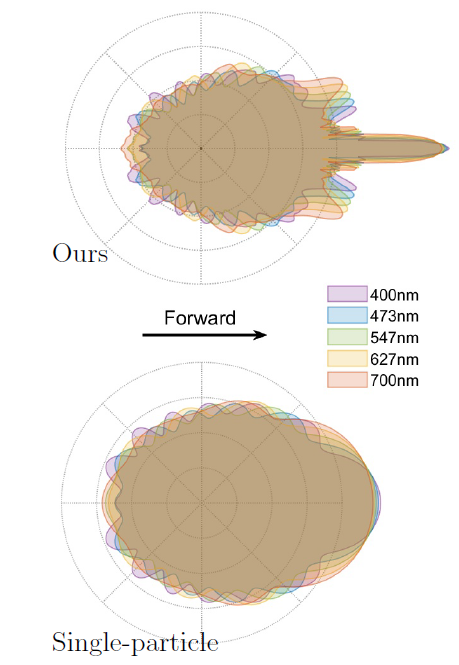 Ours
Forward
400nm
473nm
547nm
627nm
700nm
Single-particle